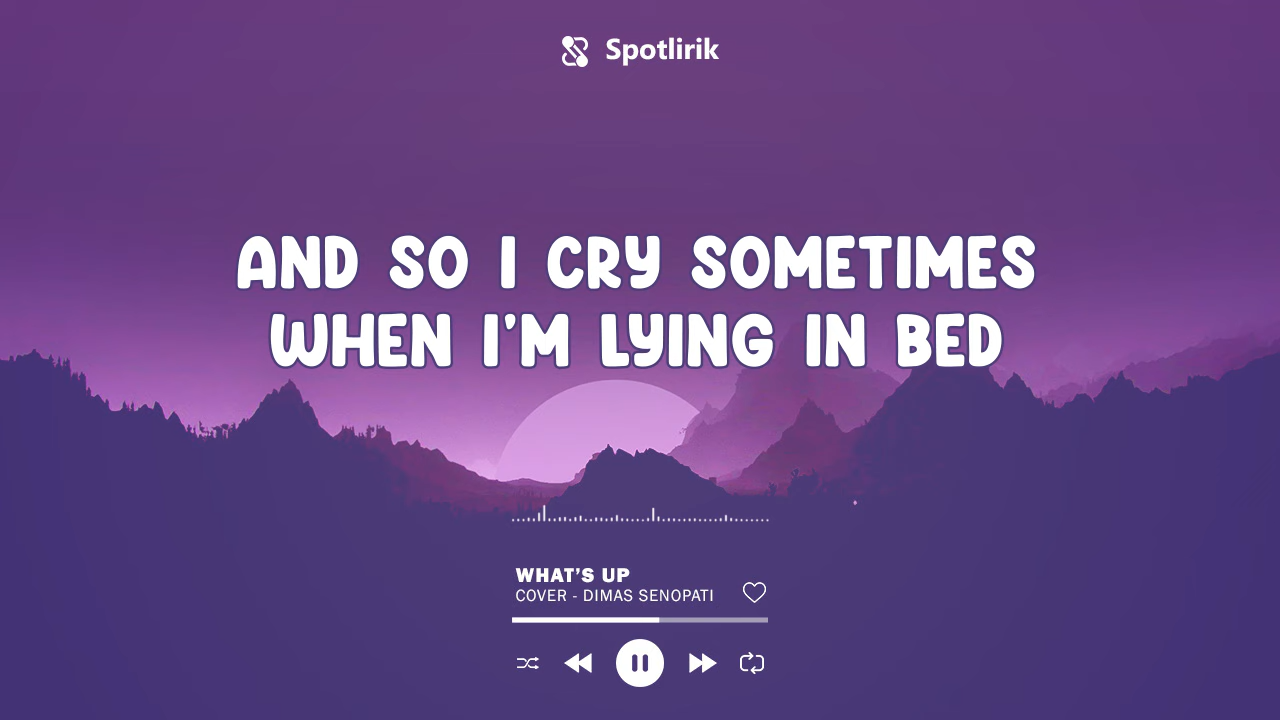 Spotlirik
AND SO I CRY SOMETIMES
WHEN I'M LYING IN BED
WHAT'S UP
COVER - DIMAS SENOPATI